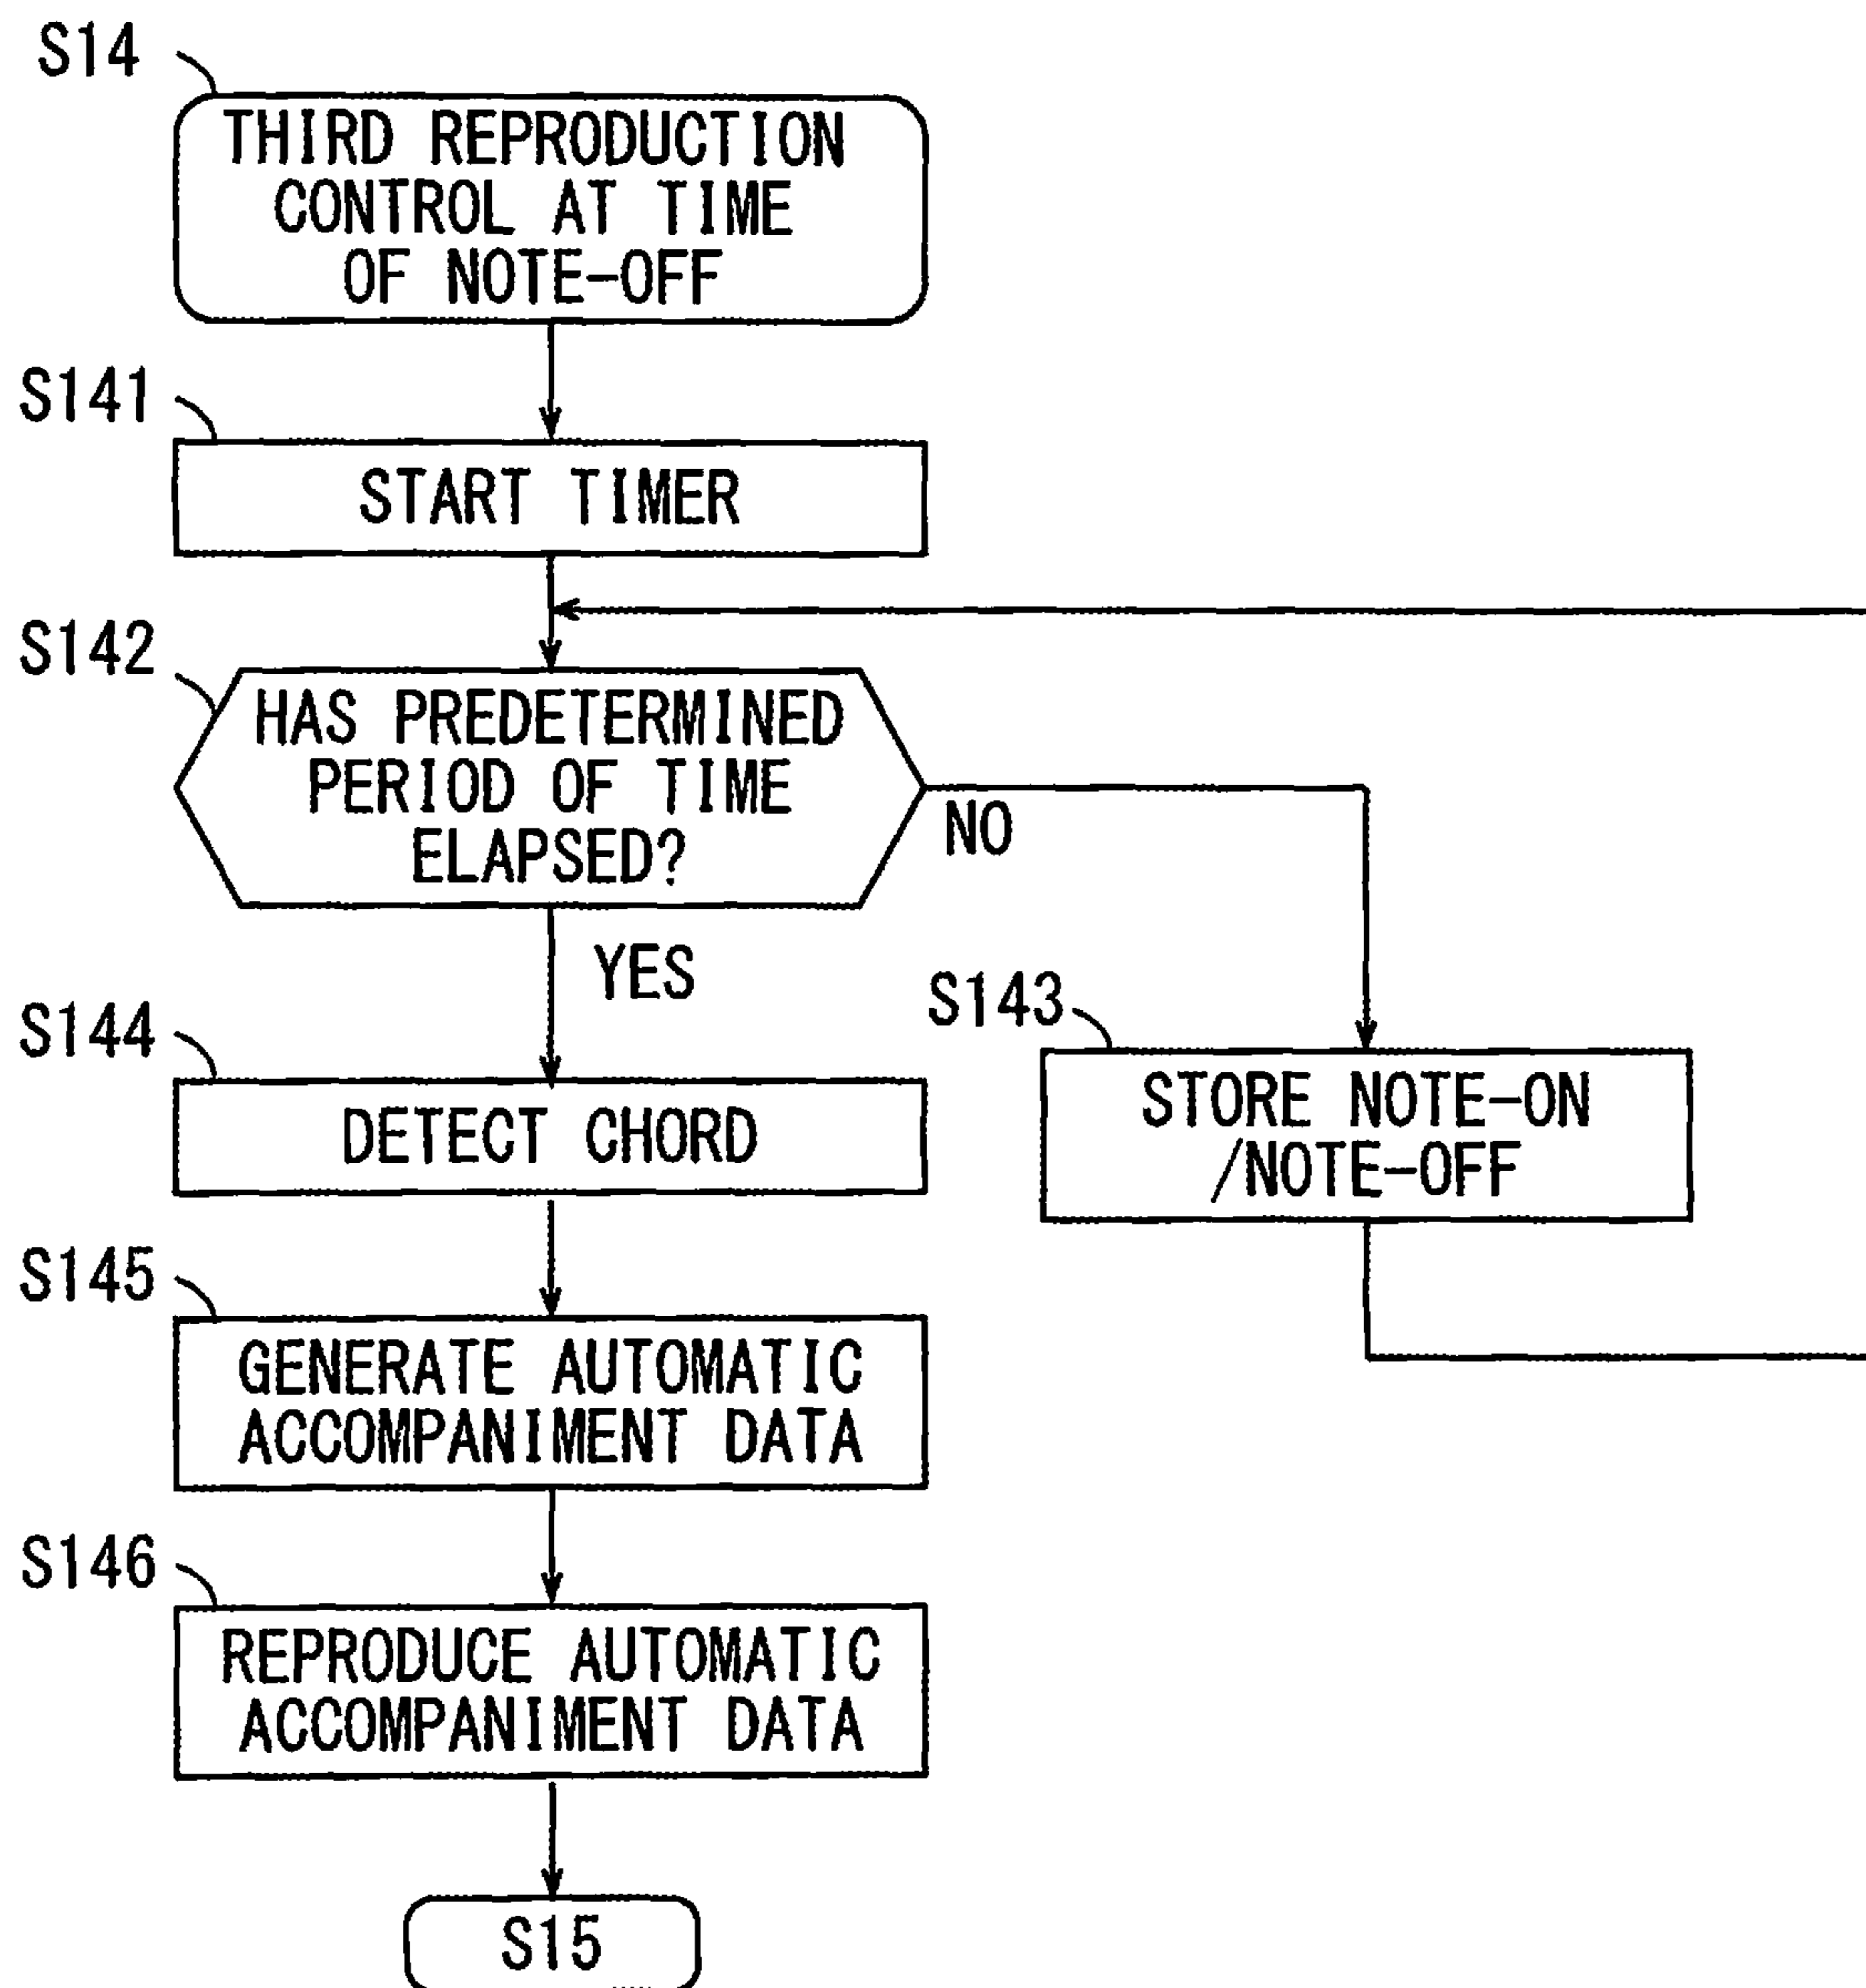 S14
THIRD REPRODUCTION
CONTROL AT TIME
OF NOTE-OFF
S141
START TIMER
S142
HAS PREDETERMINED
PERIOD OF TIME
ELAPSED?
NO
YES
S143
STORE NOTE-ON
/NOTE-OFF
S144
DETECT CHORD
S145
GENERATE AUTOMATIC
ACCOMPANIMENT DATA
S146
REPRODUCE AUTOMATIC
ACCOMPANIMENT DATA
S15